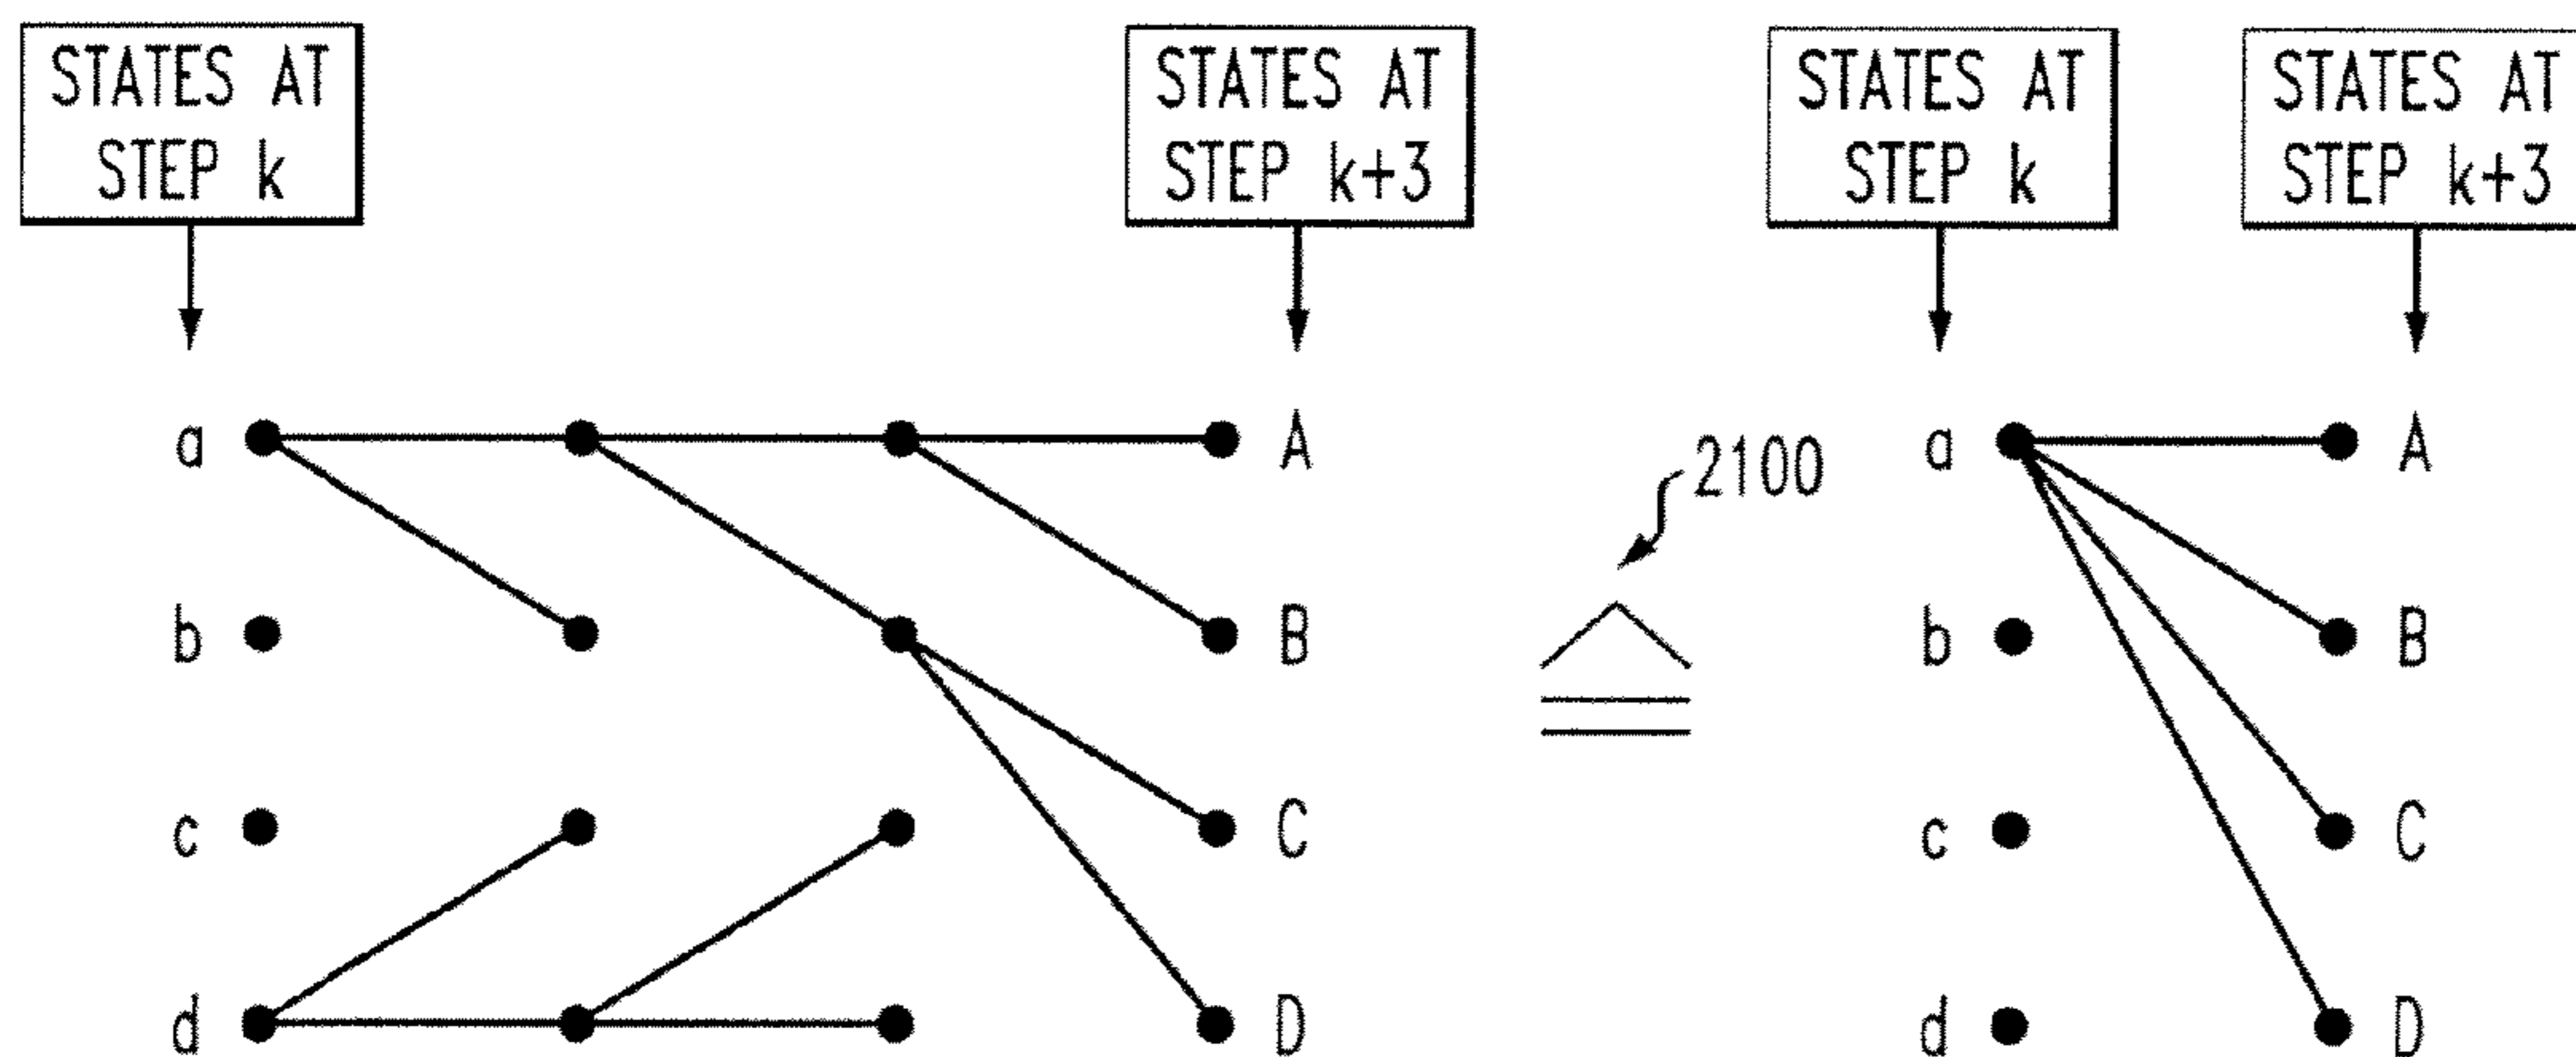 STATES AT
STEP k
STATES AT
STEP k+3
STATES AT
STEP k
STATES AT
STEP k+3
a
A
2100
a
A
b
B
b
B
c
C
c
C
d
D
d
D